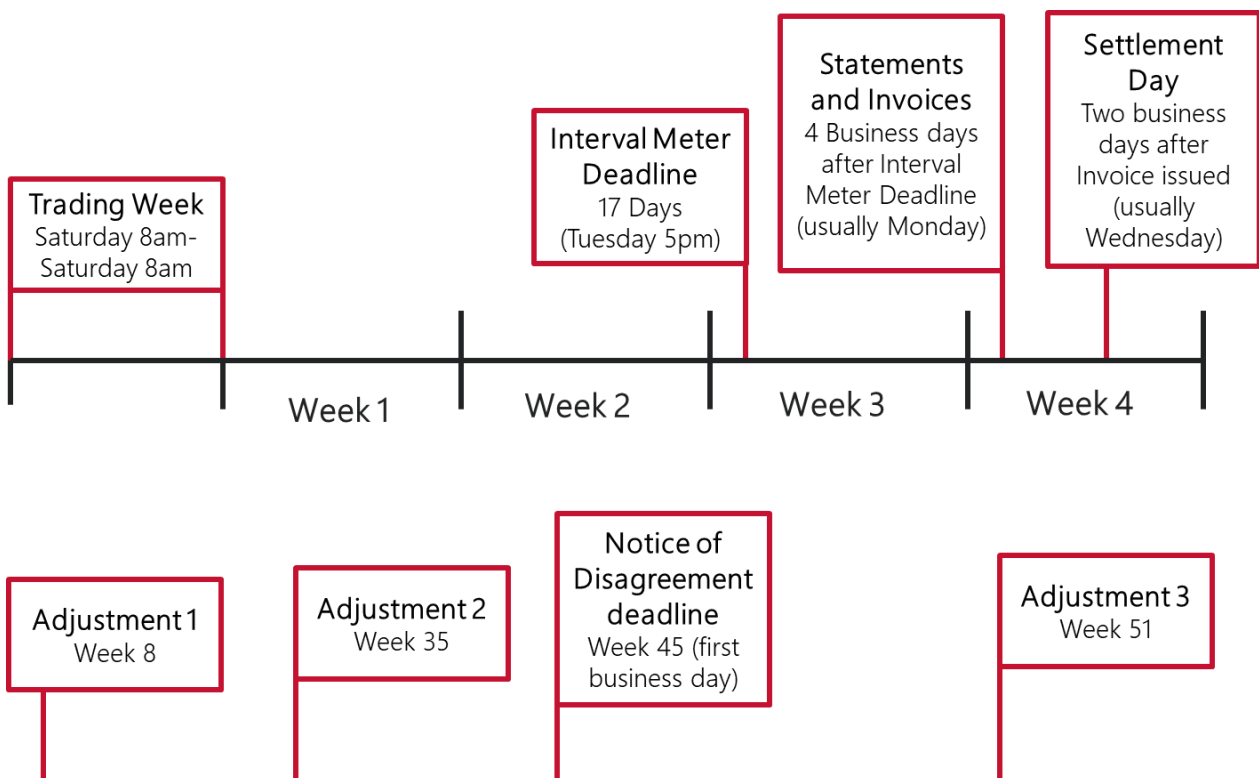 Trading Week
Saturday 8am-
Saturday 8am
Interval Meter
Deadline
17 Days
(Tuesday 5pm)
Statements
and Invoices
4 Business days
after Interval
Meter Deadline
(usually Monday)
Settlement
Day
Two business
days after
Invoice issued
(usually
Wednesday)
Week 1
Week 2
Week 3
Week 4
Adjustment 1
Week 8
Adjustment 2
Week 35
Notice of
Disagreement
deadline
Week 45 (first
business day)
Adjustment 3
Week 51